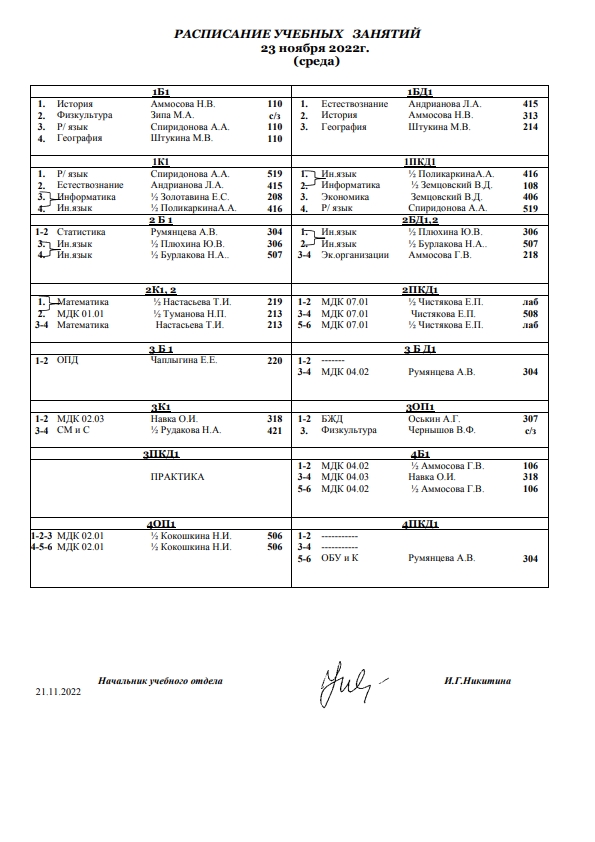 РАСПИСАНИЕ УЧЕБНЫХ ЗАНЯТИЙ
23 ноября 2022г.
(среда)
1Б1
1. История Аммосова Н.В. 110
2. Физкультура Зипа М.А. с/з
3. Р/ язык Спиридонова А.А. 110
4. География Штукина М.В. 110
1БД1
1. Естествознание Андрианова Л.А. 415
2. История Аммосова Н.В. 313
3. География Штукина М.В. 214
1К1
1. Р/ язык Спиридонова А.А. 519
2. Естествознание Андрианова Л.А. 415
3. Информатика ½ Золотавина Е.С. 208
4. Ин.язык ½ ПоликаркинаА.А. 416
1ПКД1
1. Ин.язык ½ ПоликаркинаА.А. 416
2. Информатика ½ Земцовский В.Д. 108
3. Экономика Земцовский В.Д. 406
4. Р/ язык Спиридонова А.А. 519
2 Б 1
1-2 Статистика Румянцева А.В. 304
3. Ин.язык ½ Плюхина Ю.В. 306
4. Ин.язык ½ Бурлакова Н.А.. 507
2БД1,2
1. Ин.язык ½ Плюхина Ю.В. 306
2. Ин.язык ½ Бурлакова Н.А.. 507
3-4 Эк.организации Аммосова Г.В. 218
2К1, 2
1. Математика ½ Настасьева Т.И. 219
2. МДК 01.01 ½ Туманова Н.П. 213
3-4 Математика Настасьева Т.И. 213
2ПКД1
1-2 МДК 07.01 ½ Чистякова Е.П. лаб
3-4 МДК 07.01 Чистякова Е.П. 508
5-6 МДК 07.01 ½ Чистякова Е.П. лаб
3 Б 1
1-2 ОПД Чаплыгина Е.Е. 220
3 Б Д1
1-2 -------
3-4 МДК 04.02 Румянцева А.В. 304
3К1
1-2 МДК 02.03 Навка О.И. 318
3-4 СМ и С ½ Рудакова Н.А. 421
3ОП1
1-2 БЖД Оськин А.Г. 307
3. Физкультура Чернышов В.Ф. с/з
3ПКД1
ПРАКТИКА
4Б1
1-2 МДК 04.02 ½ Аммосова Г.В. 106
3-4 МДК 04.03 Навка О.И. 318
5-6 МДК 04.02 ½ Аммосова Г.В. 106
4ОП1
1-2-3 МДК 02.01 ½ Кокошкина Н.И. 506
4-5-6 МДК 02.01 ½ Кокошкина Н.И. 506
4ПКД1
1-2 -----------
3-4 -----------
5-6 ОБУ и К Румянцева А.В. 304
Начальник учебного отдела И.Г.Никитина
21.11.2022